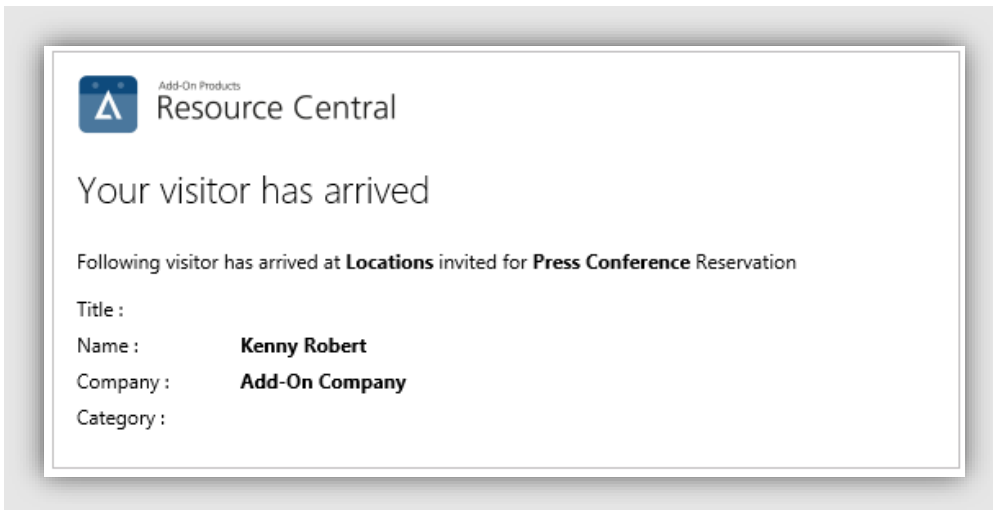 Add-On Products
Resource Central
Your visitor has arrived
Following visitor has arrived at Locations invited for Press Conference Reservation
Title :
Name : Kenny Robert
Company : Add-On Company
Category :